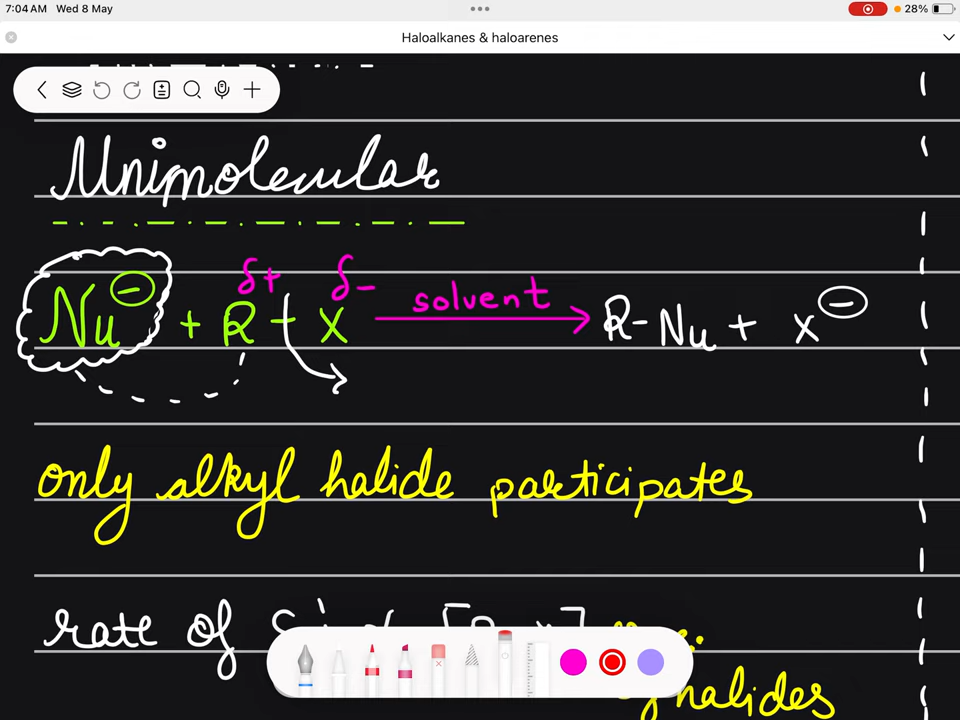 7:04 AM Wed 8 May 28%
Haloalkanes & haloarenes
Unimolecular
δ+ δ-
Nu⊖ + R - X solvent R-Nu + X⊖
only alkyl halide participates
rate of
halides